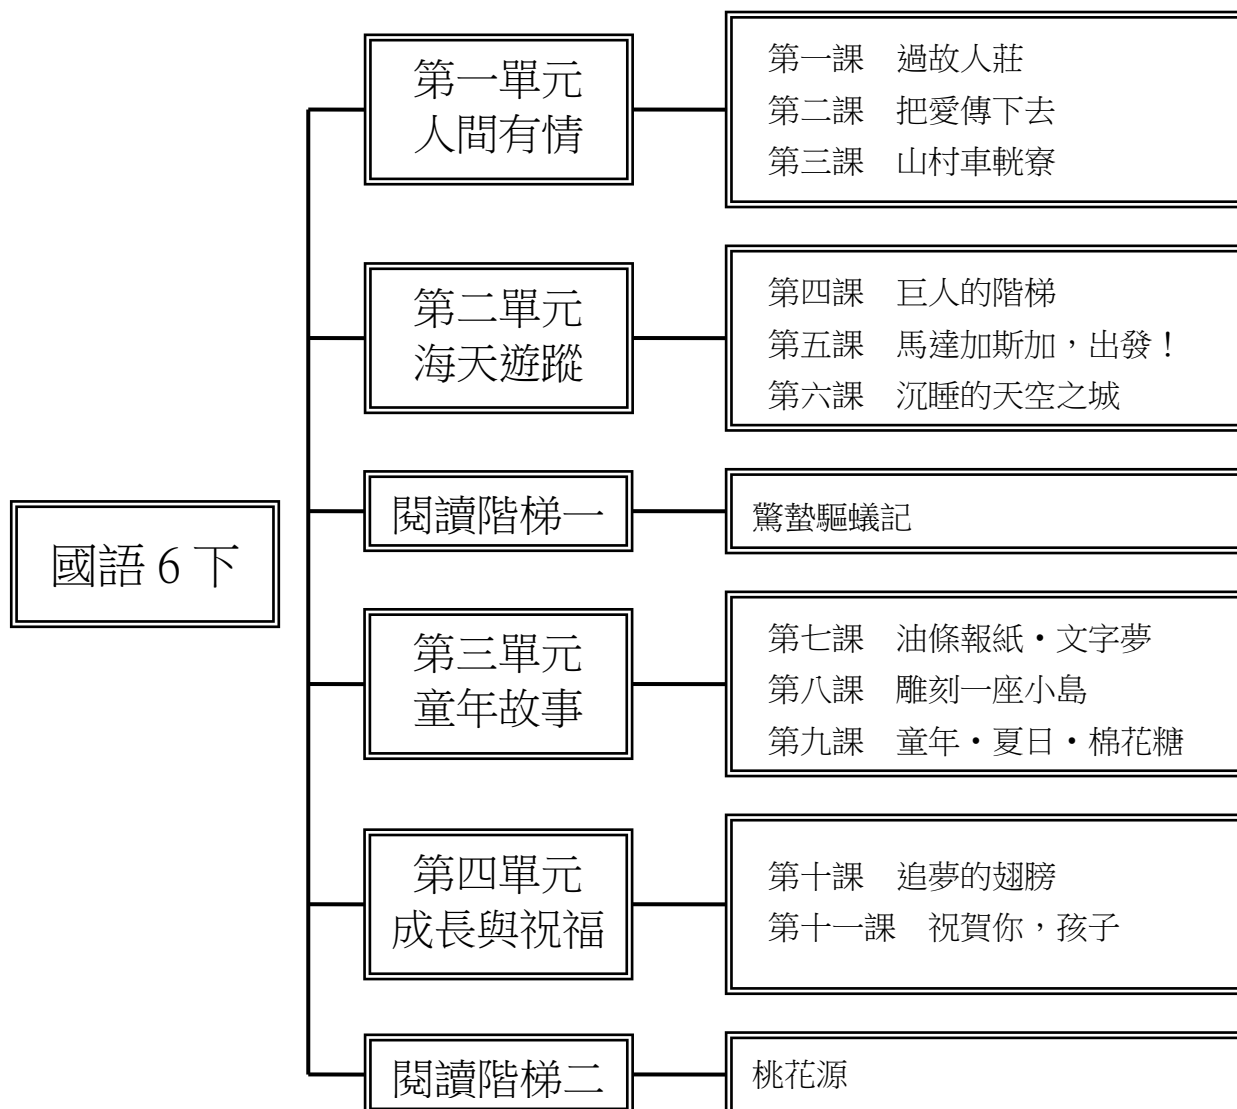 國語 6 下
第一單元
人間有情
第一課　過故人莊
第二課　把愛傳下去
第三課　山村車輄寮
第二單元
海天遊蹤
第四課　巨人的階梯
第五課　馬達加斯加，出發！
第六課　沉睡的天空之城
閱讀階梯一
驚蟄驅蟻記
第三單元
童年故事
第七課　油條報紙‧文字夢
第八課　雕刻一座小島
第九課　童年‧夏日‧棉花糖
第四單元
成長與祝福
第十課　追夢的翅膀
第十一課　祝賀你，孩子
閱讀階梯二
桃花源